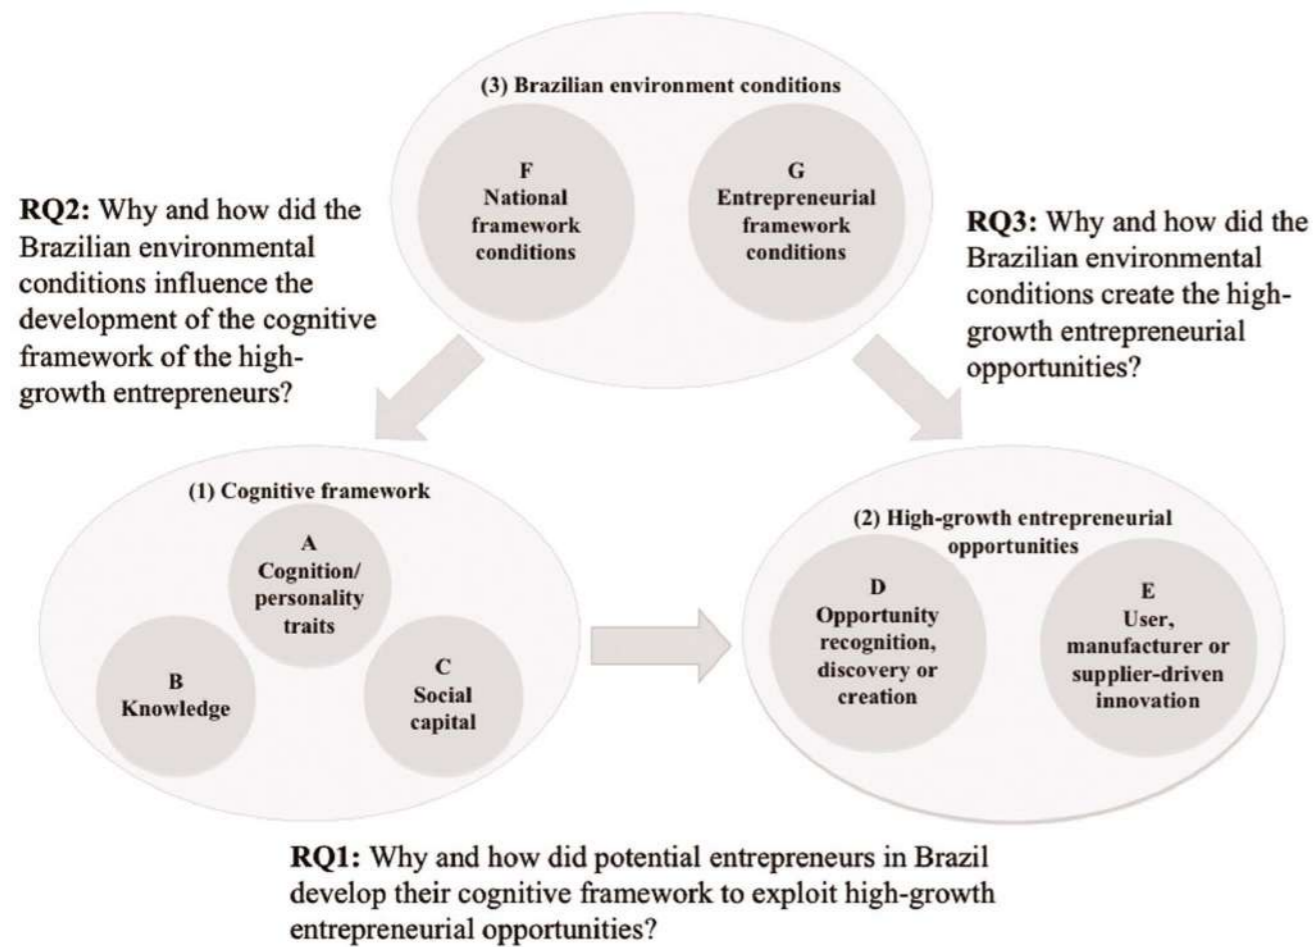 (3) Brazilian environment conditions
F
National
framework
conditions
G
Entrepreneurial
framework
conditions
RQ2: Why and how did the
Brazilian environmental
conditions influence the
development of the cognitive
framework of the high-
growth entrepreneurs?
RQ3: Why and how did the
Brazilian environmental
conditions create the high-
growth entrepreneurial
opportunities?
(1) Cognitive framework
A
Cognition/
personality
traits
B
Knowledge
C
Social
capital
(2) High-growth entrepreneurial
opportunities
D
Opportunity
recognition,
discovery or
creation
E
User,
manufacturer or
supplier-driven
innovation
RQ1: Why and how did potential entrepreneurs in Brazil
develop their cognitive framework to exploit high-growth
entrepreneurial opportunities?